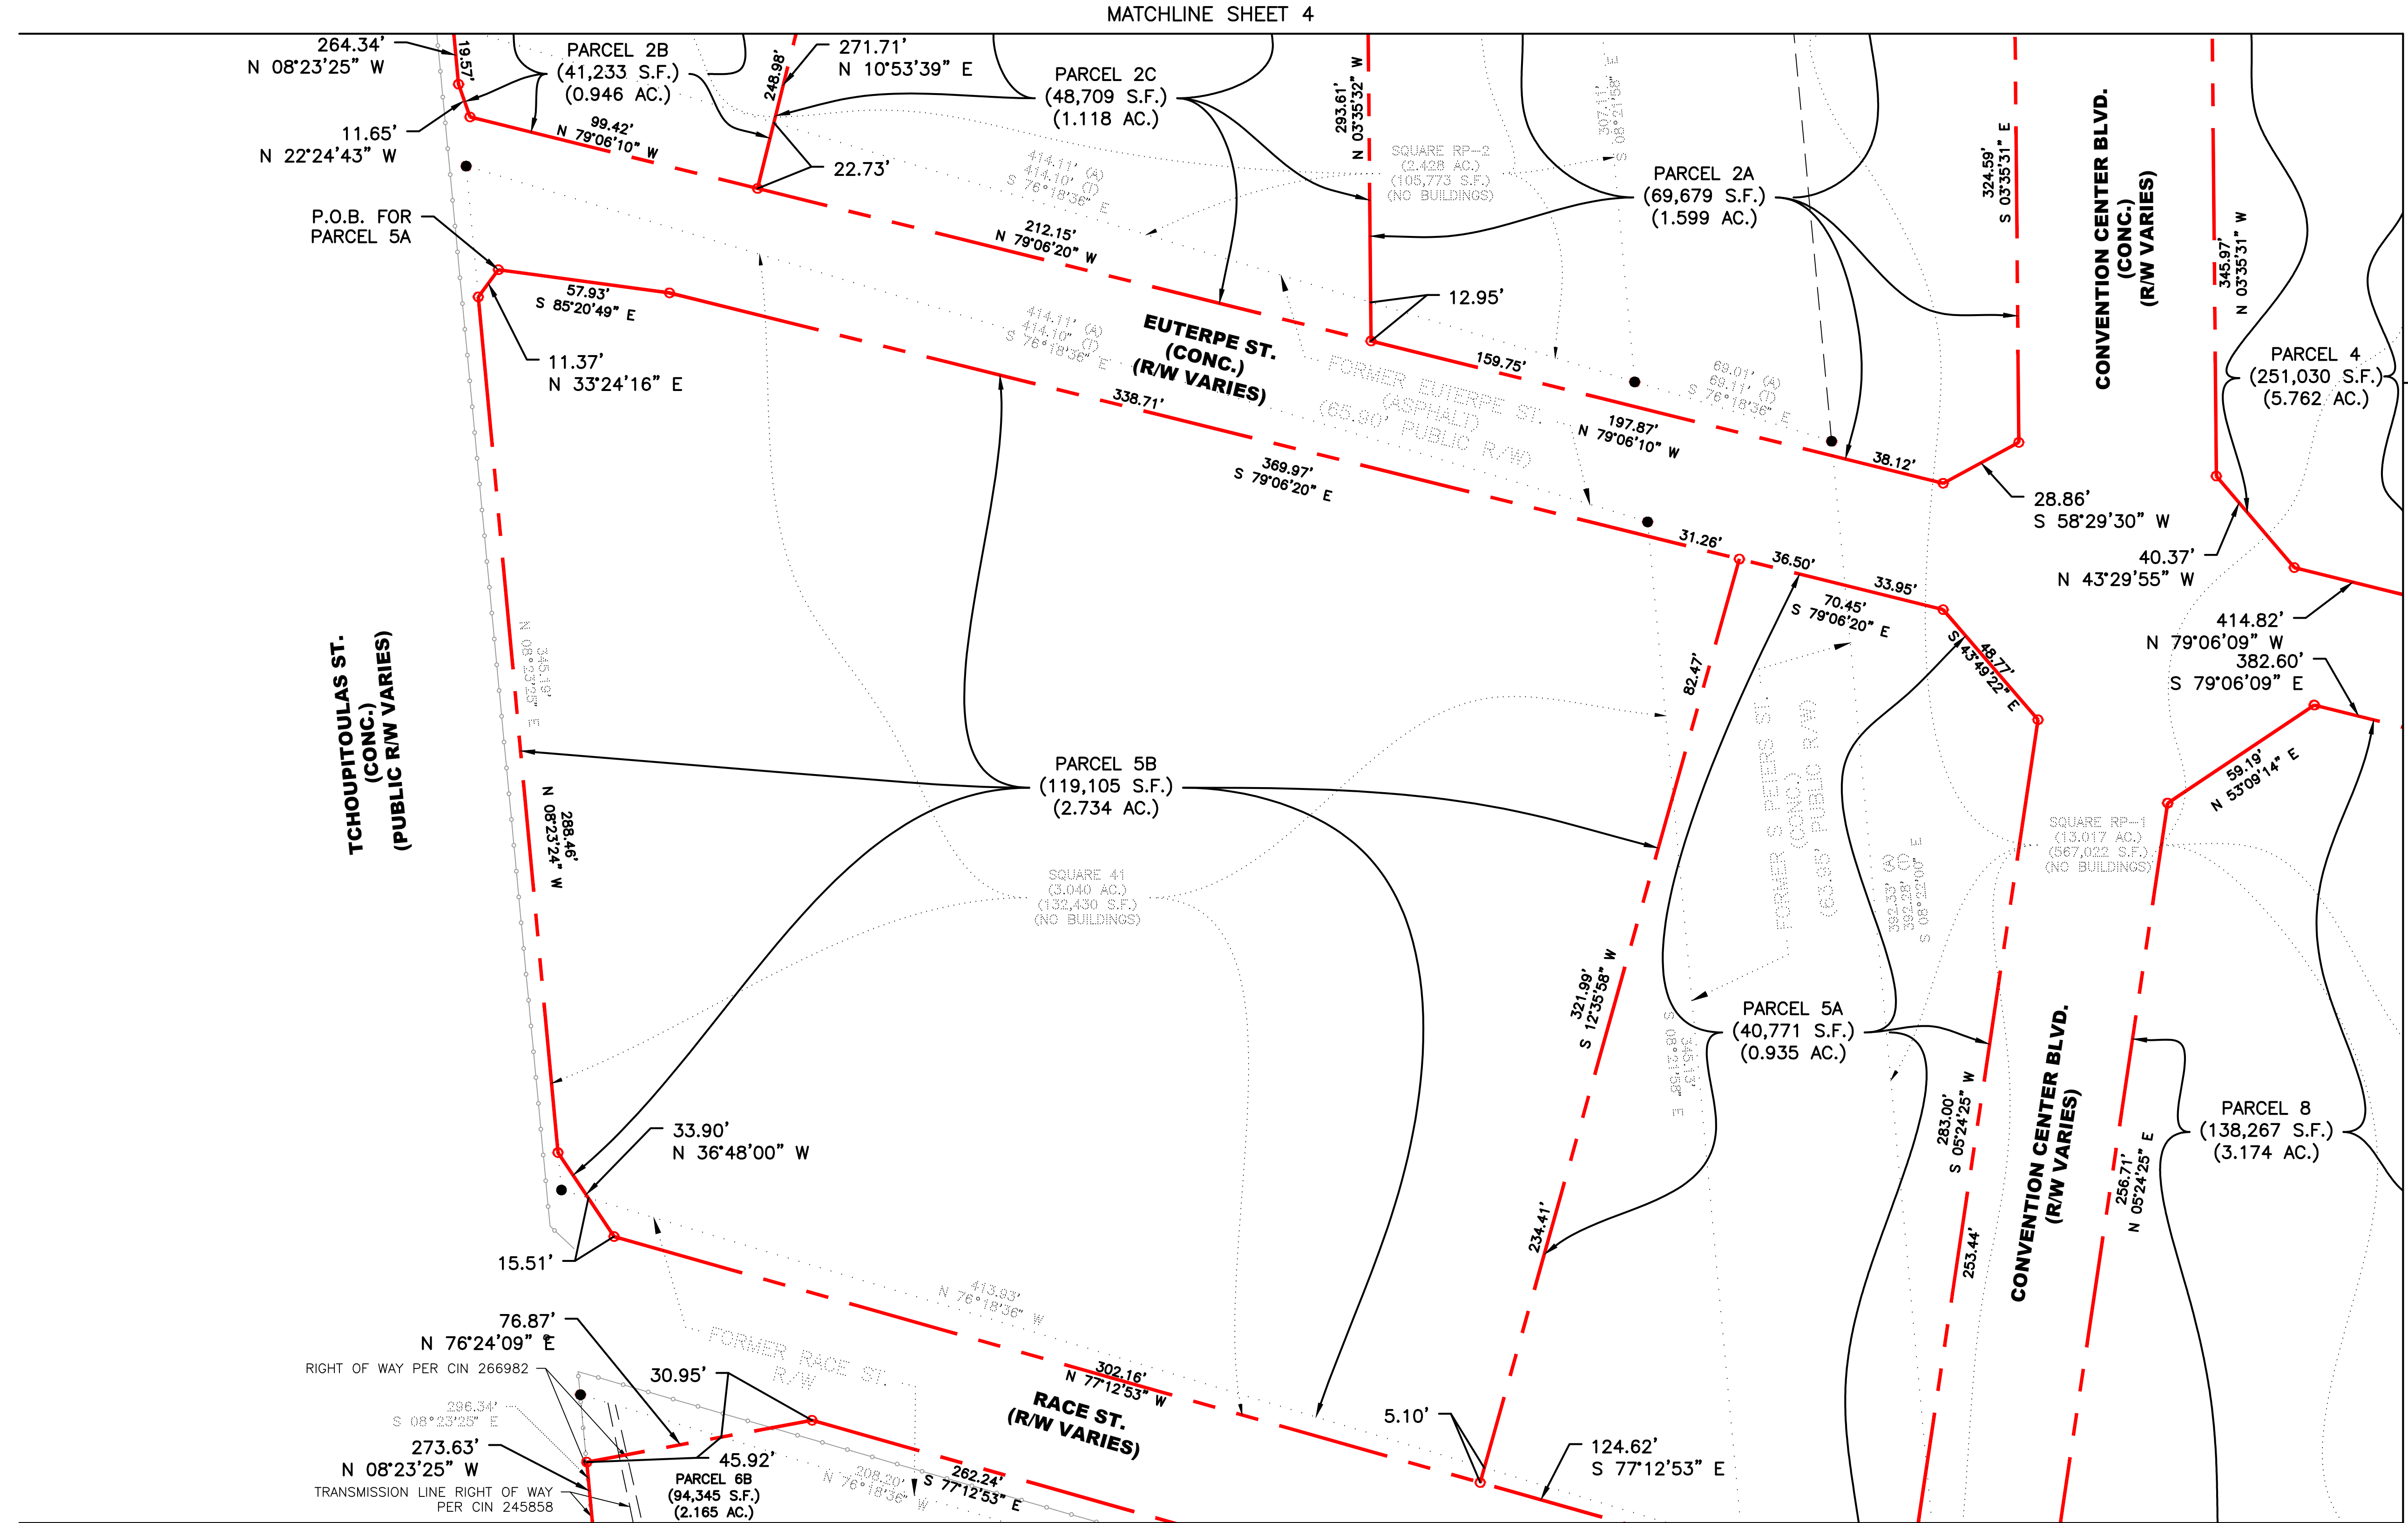 MATCHLINE SHEET 4
264.34'
N 08°23'25" W
19.57'
PARCEL 2B
(41,233 S.F.)
(0.946 AC.)
248.98'
271.71'
N 10°53'39" E
PARCEL 2C
(48,709 S.F.)
(1.118 AC.)
293.61'
N 03°35'32" W
307.11'
S 08°21'58" E
11.65'
N 22°24'43" W
99.42'
N 79°06'10" W
22.73'
414.11' (A)
414.10' (T)
S 76°18'36" E
SQUARE RP-2
(2.428 AC.)
(105,773 S.F.)
(NO BUILDINGS)
PARCEL 2A
(69,679 S.F.)
(1.599 AC.)
324.59'
S 03°35'31" E
CONVENTION CENTER BLVD.
(CONC.)
(R/W VARIES)
345.97'
N 03°35'31" W
P.O.B. FOR
PARCEL 5A
212.15'
N 79°06'20" W
57.93'
S 85°20'49" E
12.95'
11.37'
N 33°24'16" E
414.11' (A)
414.10' (T)
S 76°18'36" E
EUTERPE ST.
(CONC.)
(R/W VARIES)
FORMER EUTERPE ST.
(ASPHALT)
(65.90' PUBLIC R/W)
159.75'
69.01' (A)
69.11' (T)
S 76°18'36" E
PARCEL 4
(251,030 S.F.)
(5.762 AC.)
338.71'
197.87'
N 79°06'10" W
38.12'
369.97'
S 79°06'20" E
28.86'
S 58°29'30" W
31.26'
36.50'
33.95'
70.45'
S 79°06'20" E
40.37'
N 43°29'55" W
414.82'
N 79°06'09" W
382.60'
S 79°06'09" E
48.77'
S 43°49'22" E
TCHOUPITOULAS ST.
(CONC.)
(PUBLIC R/W VARIES)
345.19'
N 08°23'25" E
82.47'
FORMER S PETERS ST.
(CONC.)
(63.95' PUBLIC R/W)
59.19'
N 53°09'14" E
288.46'
N 08°23'24" W
PARCEL 5B
(119,105 S.F.)
(2.734 AC.)
SQUARE RP-1
(13.017 AC.)
(567,022 S.F.)
(NO BUILDINGS)
392.33'
392.28'
S 08°22'00" E
SQUARE 41
(3.040 AC.)
(132,430 S.F.)
(NO BUILDINGS)
321.99'
S 12°35'58" W
345.13'
S 08°21'58" E
PARCEL 5A
(40,771 S.F.)
(0.935 AC.)
283.00'
S 05°24'25" W
CONVENTION CENTER BLVD.
(R/W VARIES)
256.71'
N 05°24'25" E
PARCEL 8
(138,267 S.F.)
(3.174 AC.)
33.90'
N 36°48'00" W
234.41'
253.44'
15.51'
413.93'
N 76°18'36" W
76.87'
N 76°24'09" E
RIGHT OF WAY PER CIN 266982
FORMER RACE ST.
R/W
30.95'
302.16'
N 77°12'53" W
RACE ST.
(R/W VARIES)
296.34'
S 08°23'25" E
273.63'
N 08°23'25" W
TRANSMISSION LINE RIGHT OF WAY
PER CIN 245858
45.92'
PARCEL 6B
(94,345 S.F.)
(2.165 AC.)
208.20'
N 76°18'36" W
262.24'
S 77°12'53" E
5.10'
124.62'
S 77°12'53" E